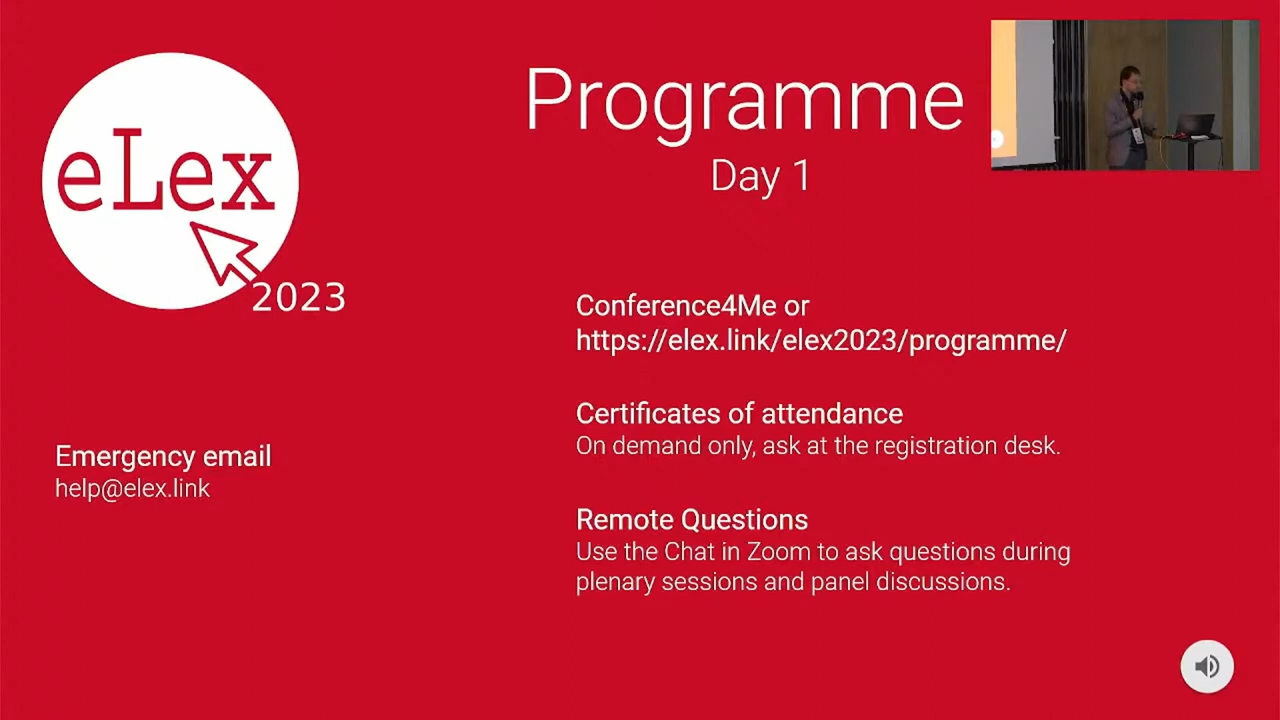 eLex
2023
Programme
Day 1
Conference4Me or
https://elex.link/elex2023/programme/
Certificates of attendance
On demand only, ask at the registration desk.
Emergency email
help@elex.link
Remote Questions
Use the Chat in Zoom to ask questions during
plenary sessions and panel discussions.